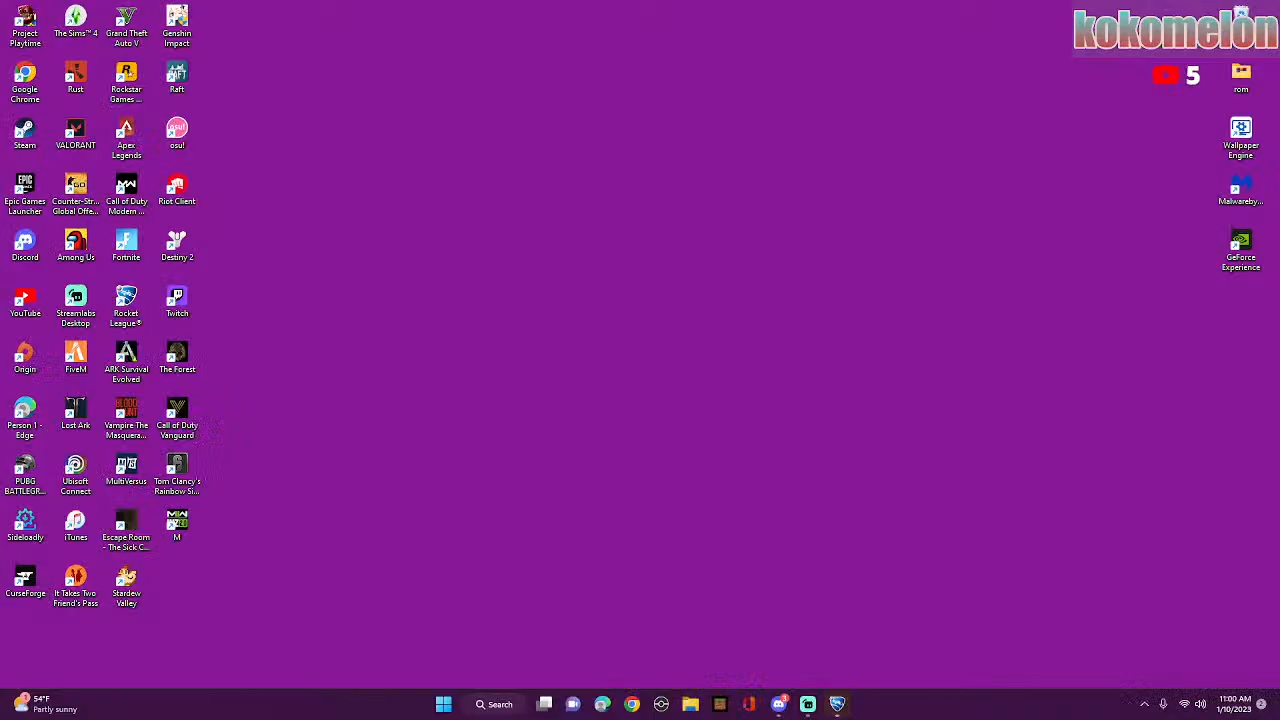 Project
Playtime
The Sims™ 4
Grand Theft
Auto V
Genshin
Impact
Google
Chrome
Rust
Rockstar
Games ...
Raft
Steam
VALORANT
Apex
Legends
osu!
osu!
Epic Games
Launcher
Counter-Str...
Global Offe...
Call of Duty
Modern ...
Riot Client
Discord
Among Us
Fortnite
Destiny 2
YouTube
Streamlabs
Desktop
Rocket
League®
Twitch
Origin
FiveM
ARK Survival
Evolved
The Forest
Person 1 -
Edge
Lost Ark
Vampire The
Masquera...
Call of Duty
Vanguard
PUBG
BATTLEGR...
Ubisoft
Connect
MultiVersus
Tom Clancy's
Rainbow Si...
Sideloadly
iTunes
Escape Room
- The Sick C...
M
CurseForge
It Takes Two
Friend's Pass
Stardew
Valley
kokomelon
5
rom
Wallpaper
Engine
Malwareby...
GeForce
Experience
54°F
Partly sunny
Search
11:00 AM
1/10/2023